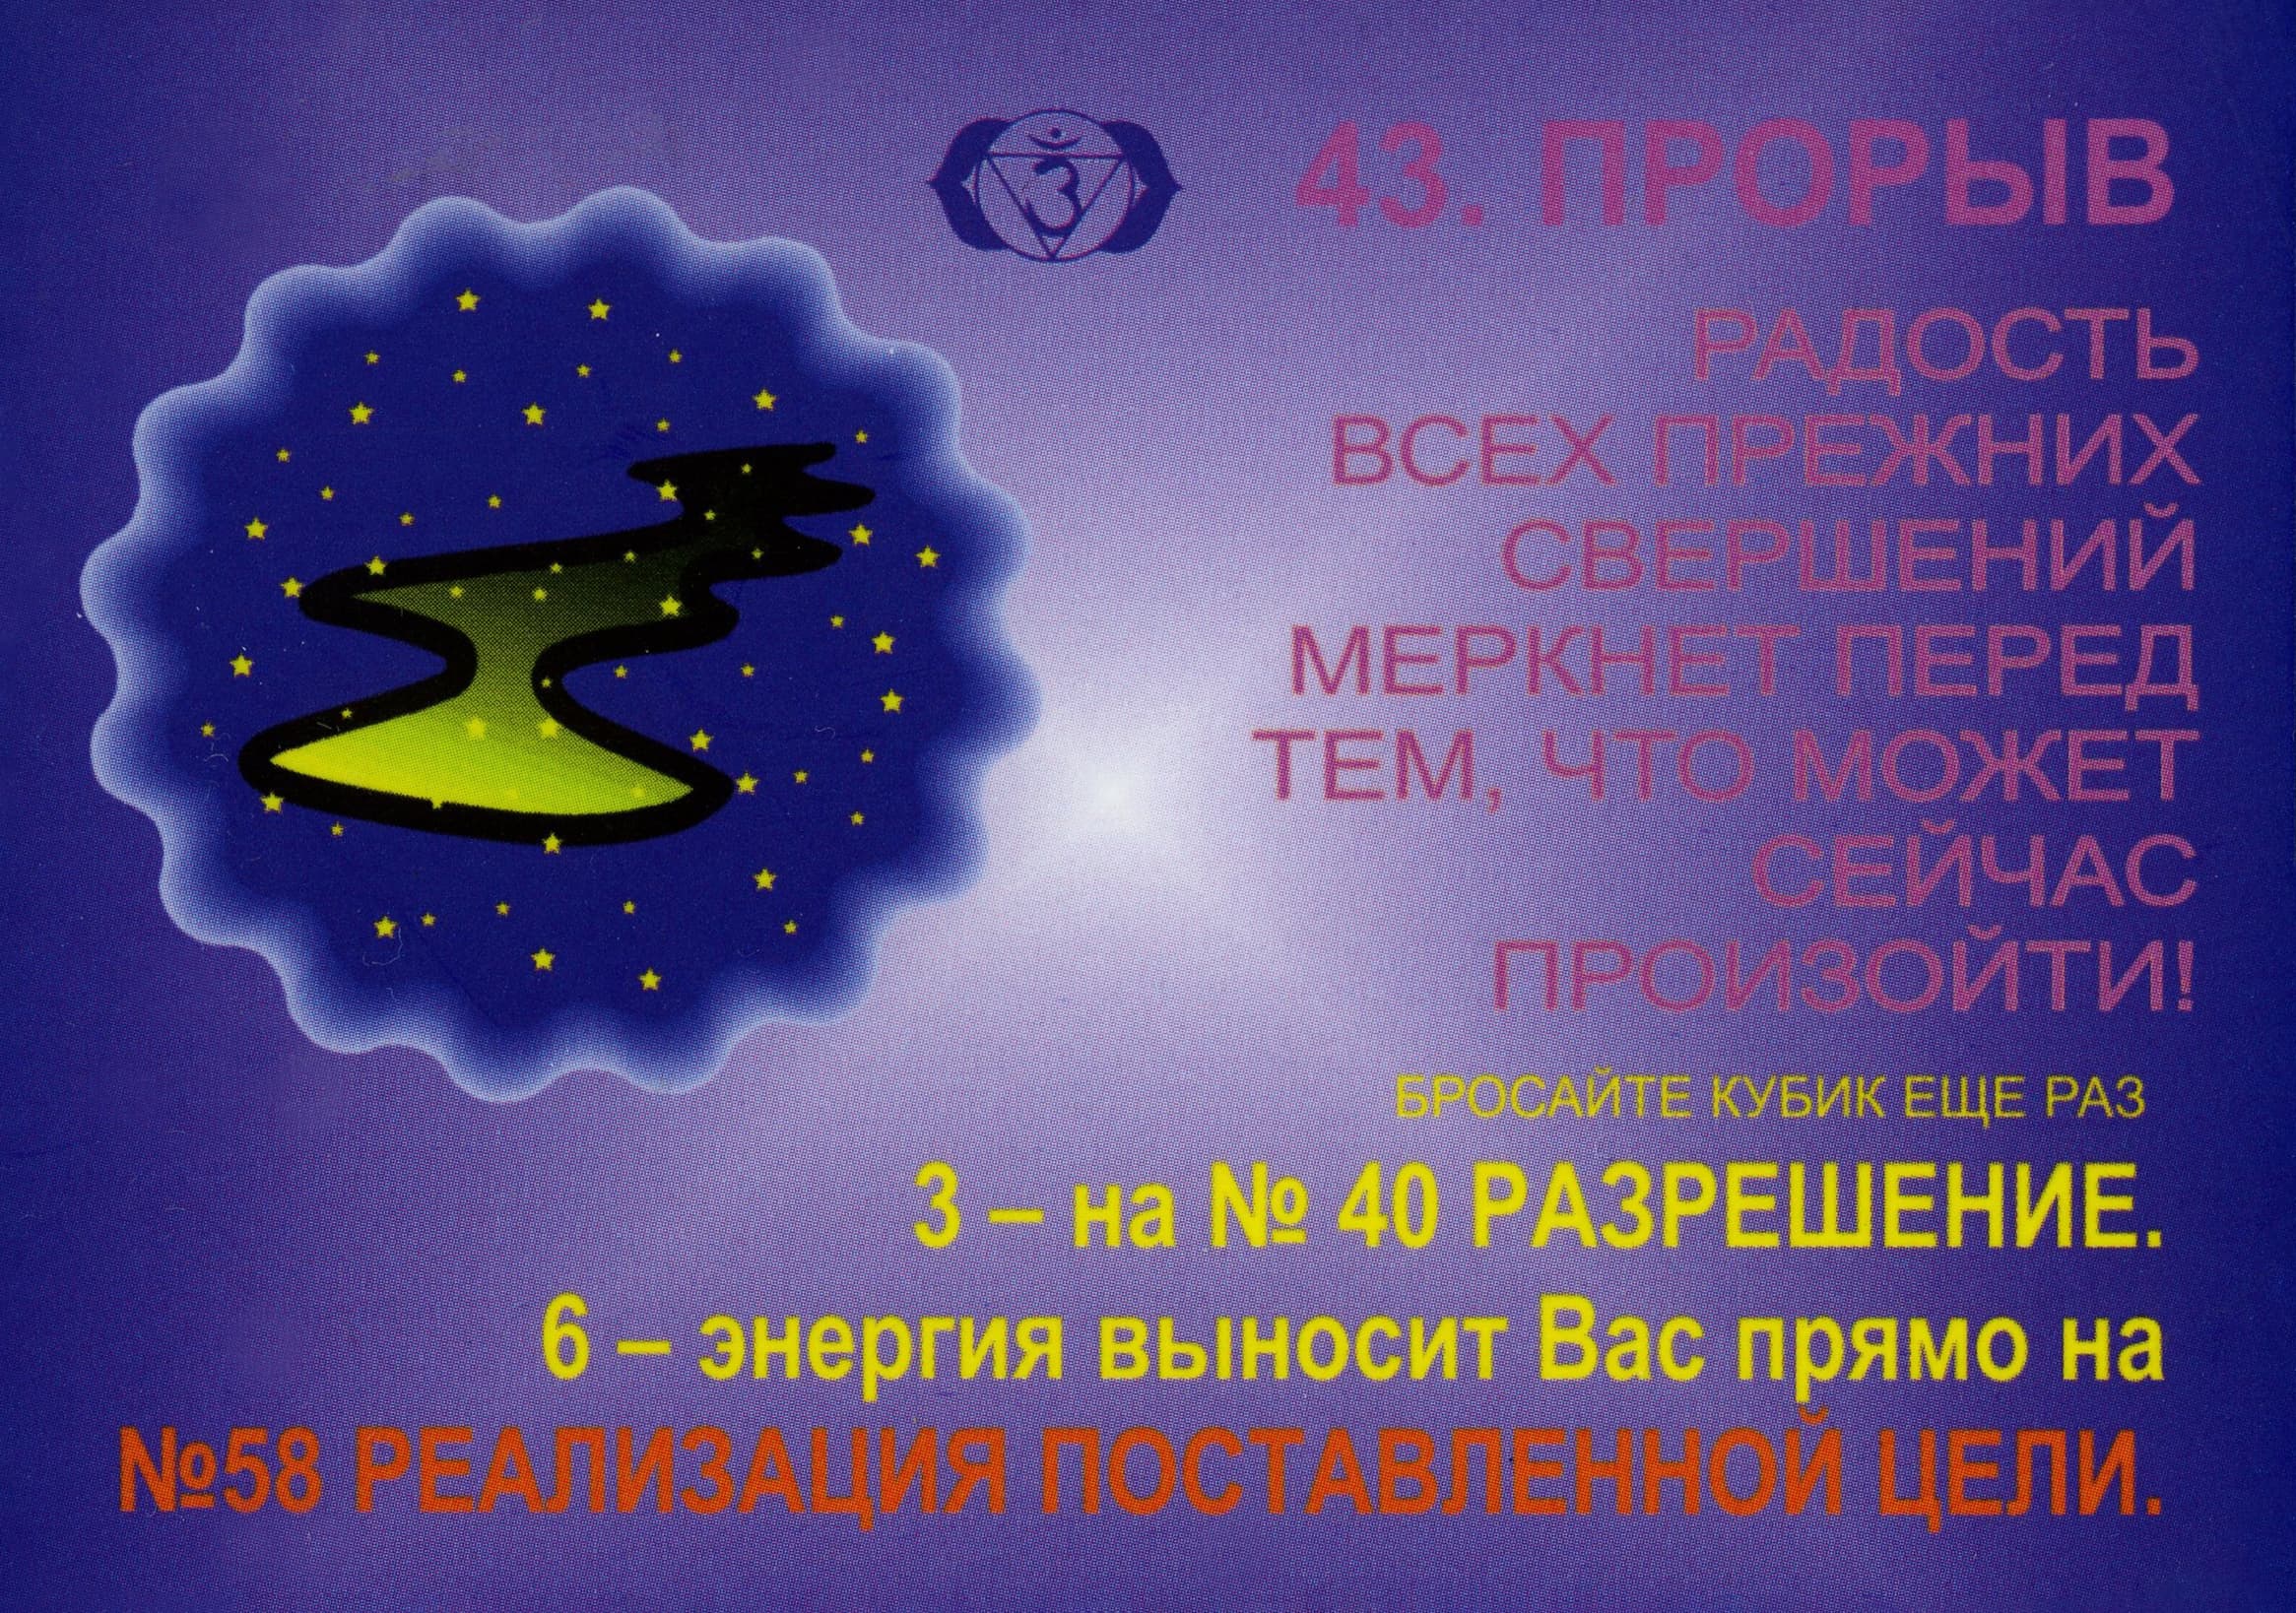 43. ПРОРЫВ
РАДОСТЬ
ВСЕХ ПРЕЖНИХ
СВЕРШЕНИЙ
МЕРКНЕТ ПЕРЕД
ТЕМ, ЧТО МОЖЕТ
СЕЙЧАС
ПРОИЗОЙТИ!
БРОСАЙТЕ КУБИК ЕЩЕ РАЗ
3 – на № 40 РАЗРЕШЕНИЕ.
6 – энергия выносит Вас прямо на
№58 РЕАЛИЗАЦИЯ ПОСТАВЛЕННОЙ ЦЕЛИ.